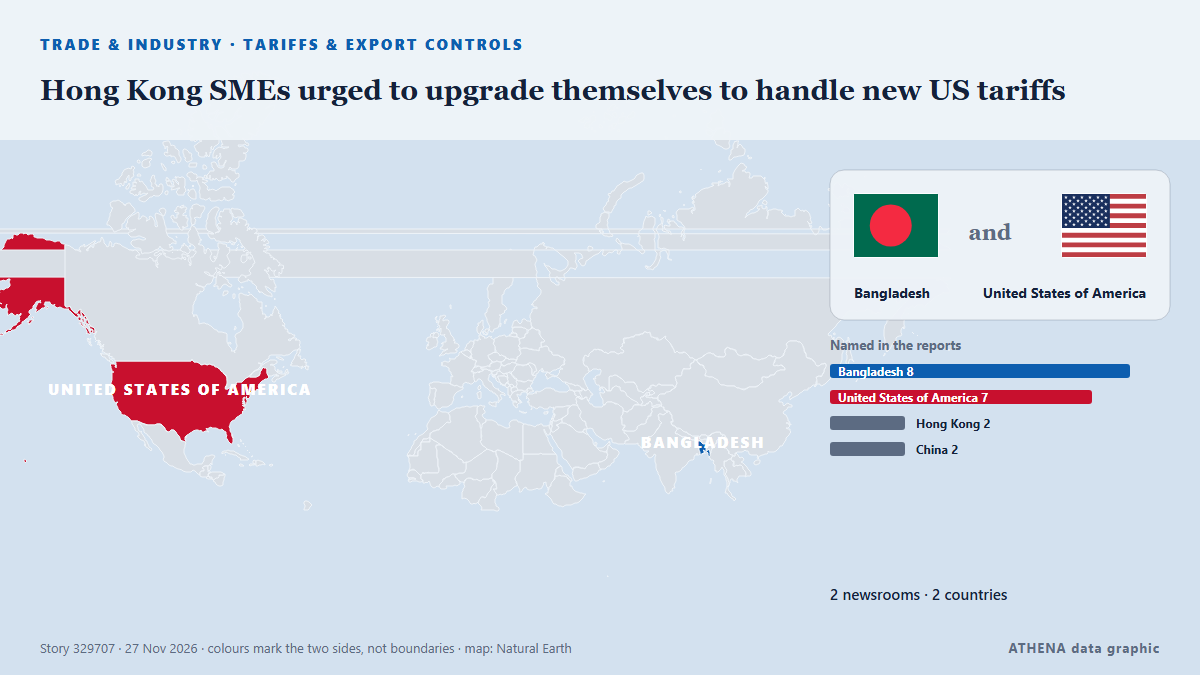 TRADE & INDUSTRY · TARIFFS & EXPORT CONTROLS
Hong Kong SMEs urged to upgrade themselves to handle new US tariffs
and
Bangladesh
United States of America
Named in the reports
Bangladesh 8
United States of America 7
Hong Kong 2
China 2
UNITED STATES OF AMERICA
BANGLADESH
2 newsrooms · 2 countries
Story 329707 · 27 Nov 2026 · colours mark the two sides, not boundaries · map: Natural Earth
ATHENA data graphic